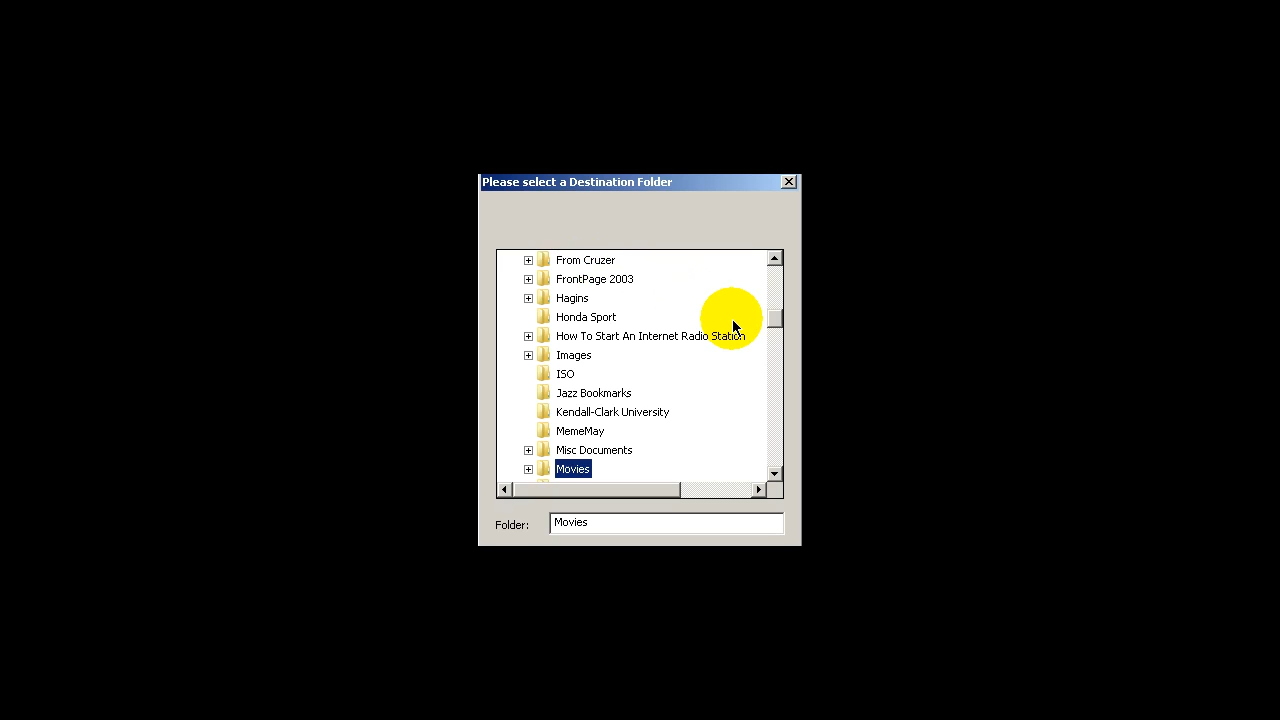 Please select a Destination Folder
From Cruzer
FrontPage 2003
Hagins
Honda Sport
How To Start An Internet Radio Station
Images
ISO
Jazz Bookmarks
Kendall-Clark University
MemeMay
Misc Documents
Movies
Folder: Movies